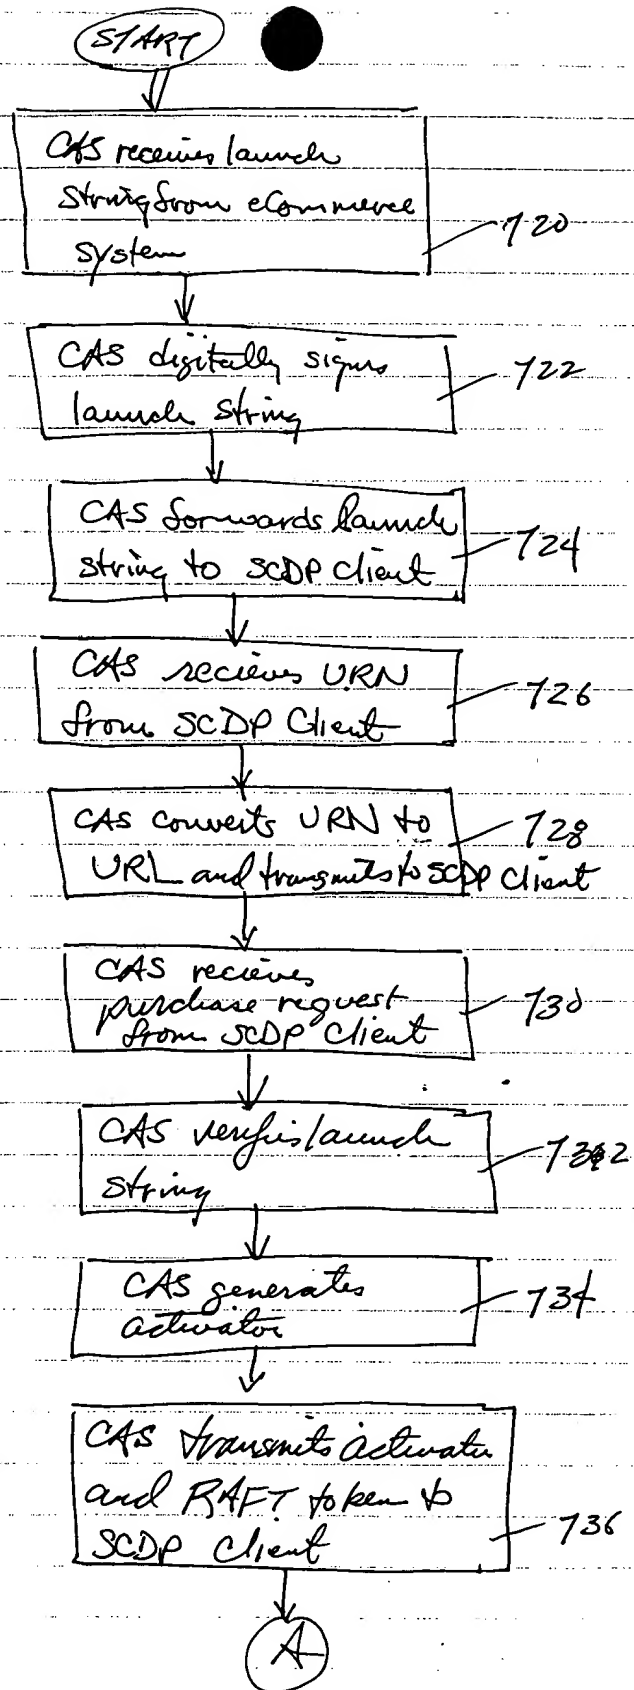 START
CAS receives launch
string from eCommerce
system
720
CAS digitally signs
launch string
722
CAS forwards launch
string to SCDP Client
724
CAS recieves URN
from SCDP Client
726
CAS converts URN to
URL and transmits to SCDP Client
728
CAS recieves
purchase request
from SCDP Client
730
CAS verifies launch
string
732
CAS generates
activator
734
CAS transmits activator
and RAFT token to
SCDP Client
736
A